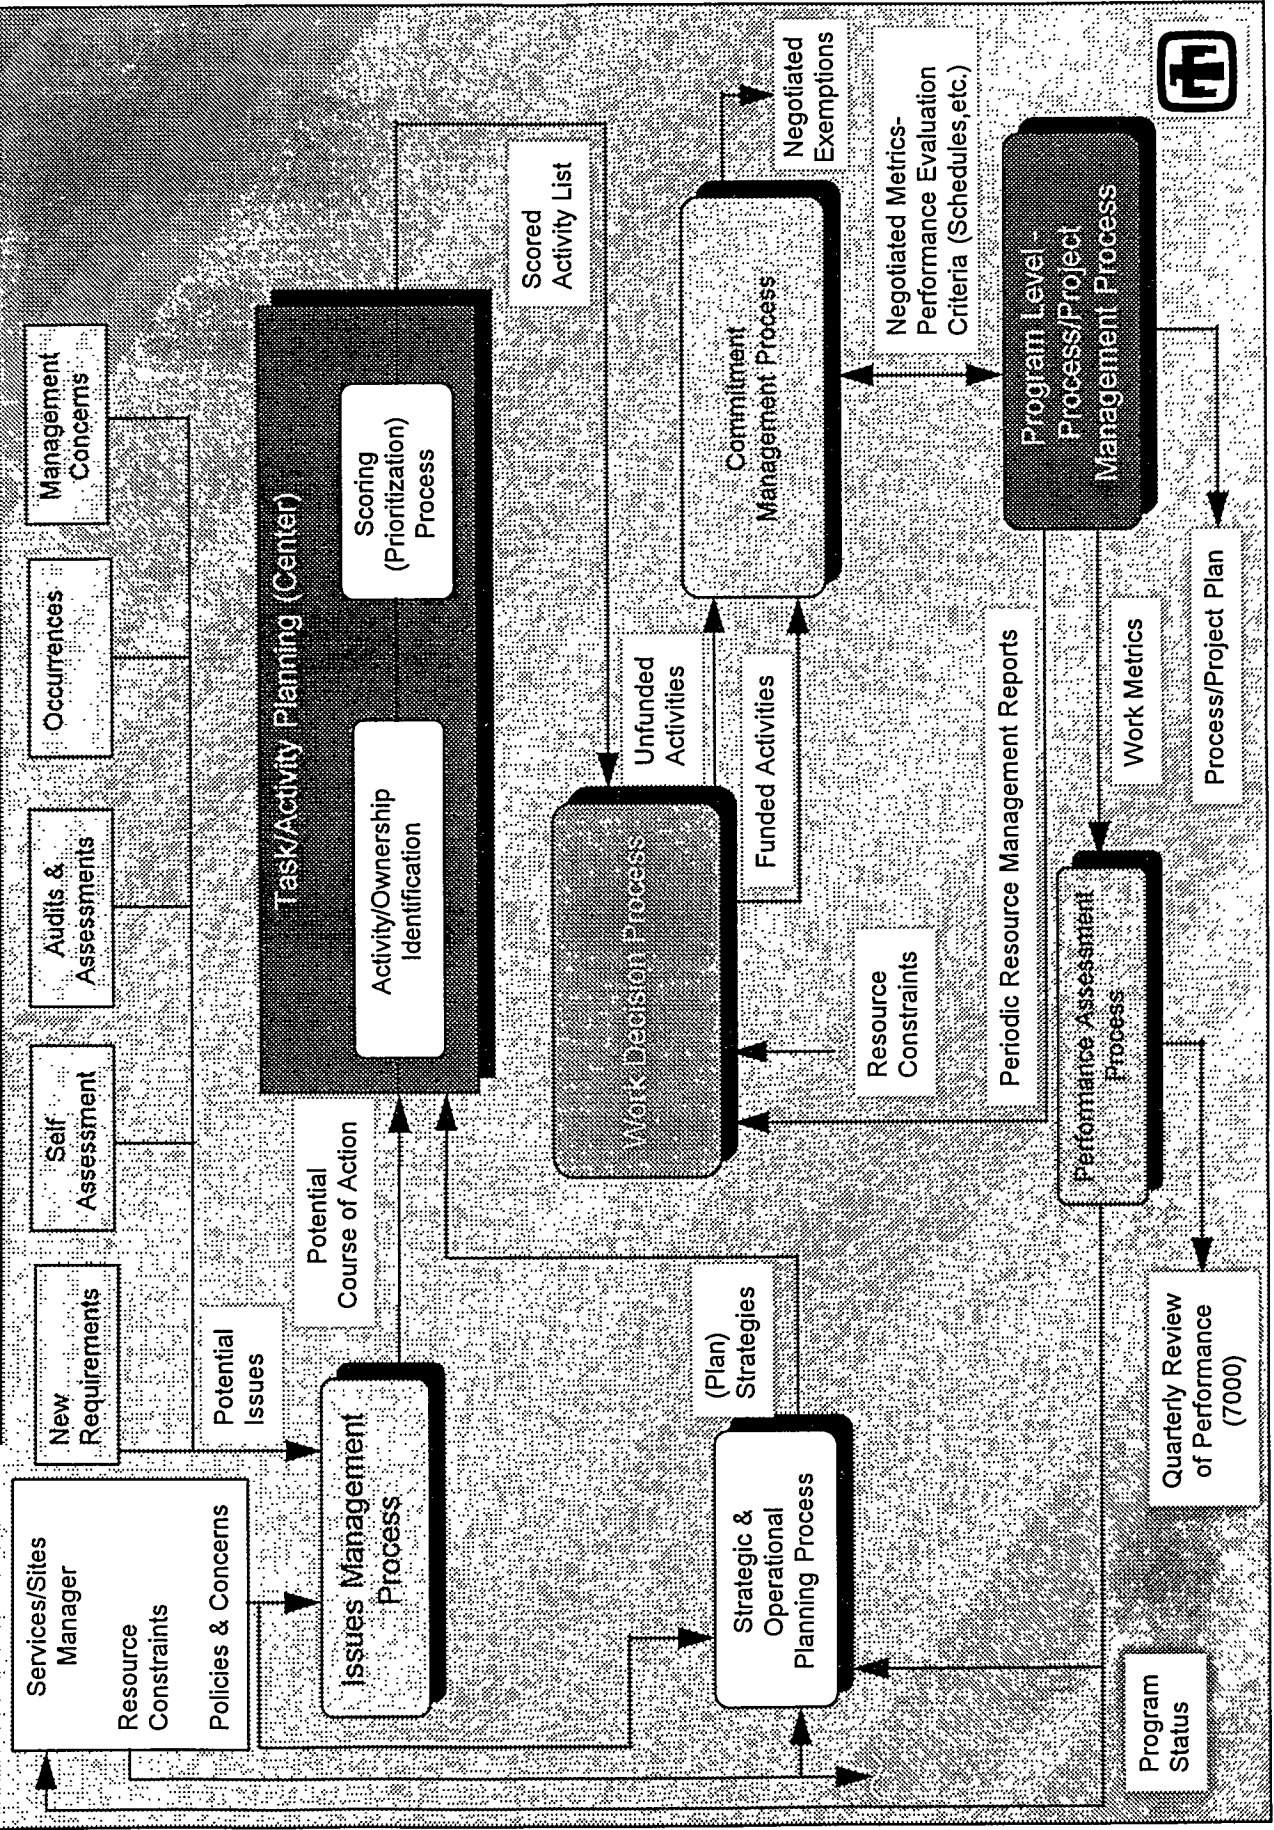 Services/Sites
Manager
Resource
Constraints
Policies & Concerns
New
Requirements
Self
Assessment
Audits &
Assessments
Occurrences
Management
Concerns
Potential
Issues
Issues Management
Process
Potential
Course of Action
Task/Activity Planning (Center)
Activity/Ownership
Identification
Scoring
(Prioritization)
Process
Scored
Activity List
Work Decision Process
Unfunded
Activities
Funded Activities
Resource
Constraints
Commitment
Management Process
Negotiated
Exemptions
Negotiated Metrics-
Performance Evaluation
Criteria (Schedules,etc.)
(Plan)
Strategies
Strategic &
Operational
Planning Process
Periodic Resource Management Reports
Program Level-
Process/Project
Management Process
Performance Assessment
Process
Work Metrics
Process/Project Plan
Quarterly Review
of Performance
(7000)
Program
Status